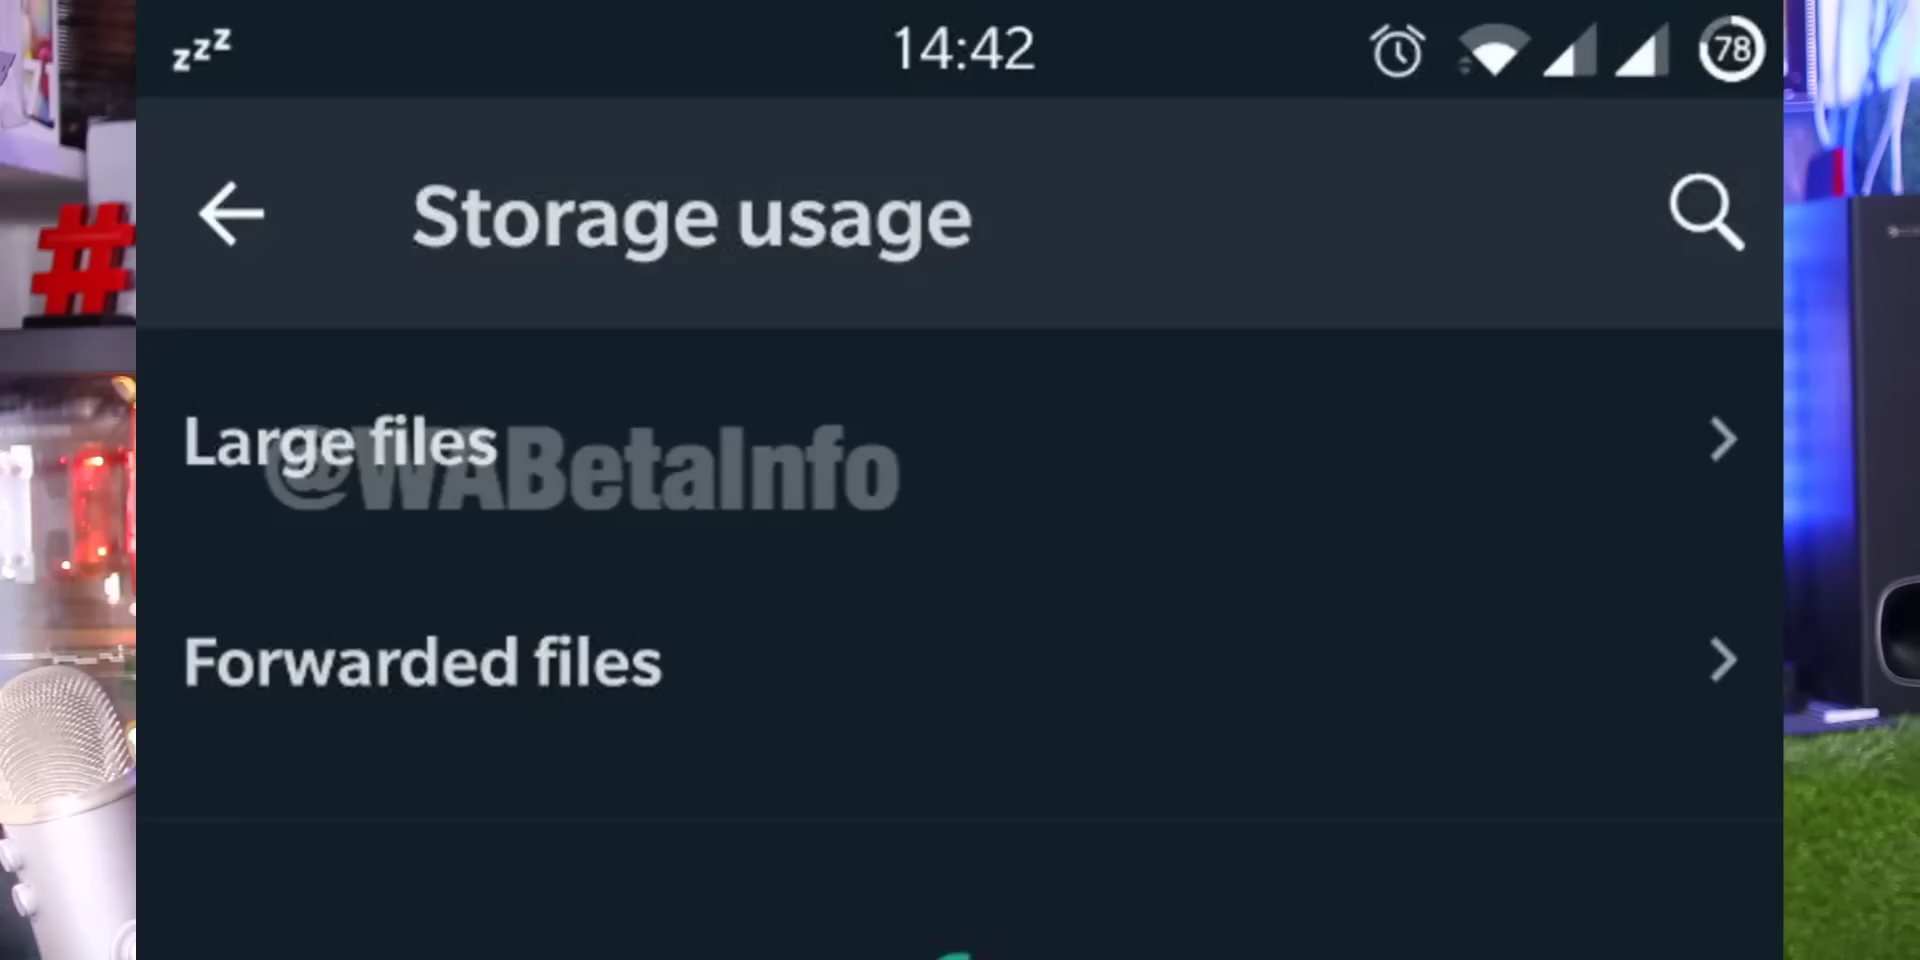 zzz 14:42 78
Storage usage
Large files
@WABetaInfo
Forwarded files
#